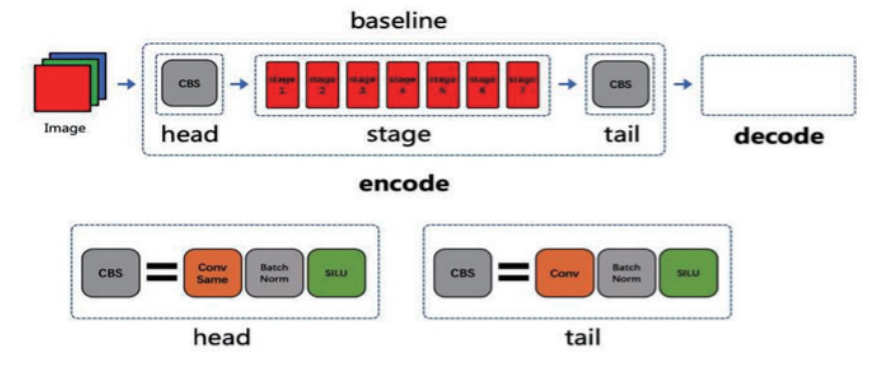 baseline
Image
CBS
stage 1
stage 2
stage 3
stage 4
stage 5
stage 6
stage 7
CBS
head
stage
tail
decode
encode
CBS
=
Conv Same
Batch Norm
SILU
head
CBS
=
Conv
Batch Norm
SILU
tail